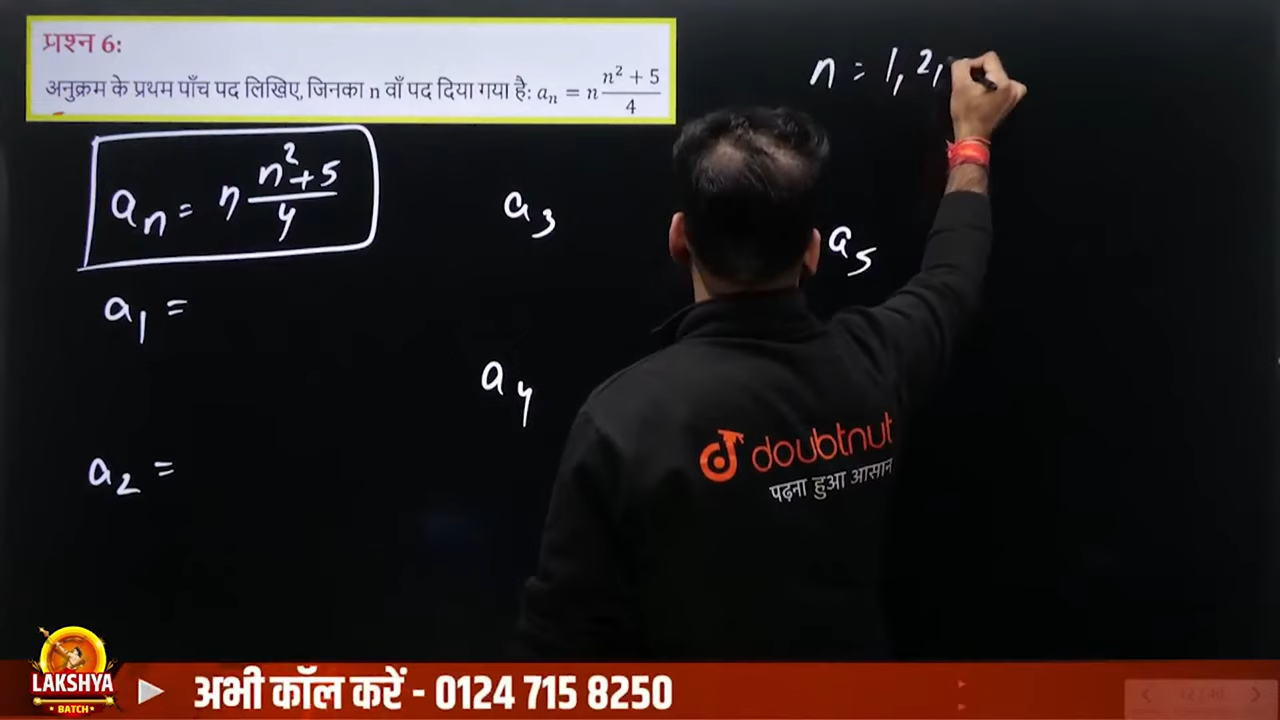 प्रश्न 6:
अनुक्रम के प्रथम पाँच पद लिखिए, जिनका n वाँ पद दिया गया है: aₙ = n (n² + 5)/4
n = 1, 2,
aₙ = n (n² + 5)/4
a₃
a₅
a₁ =
a₄
a₂ =
doubtnut
पढ़ना हुआ आसान
LAKSHYA
BATCH
अभी कॉल करें - 0124 715 8250